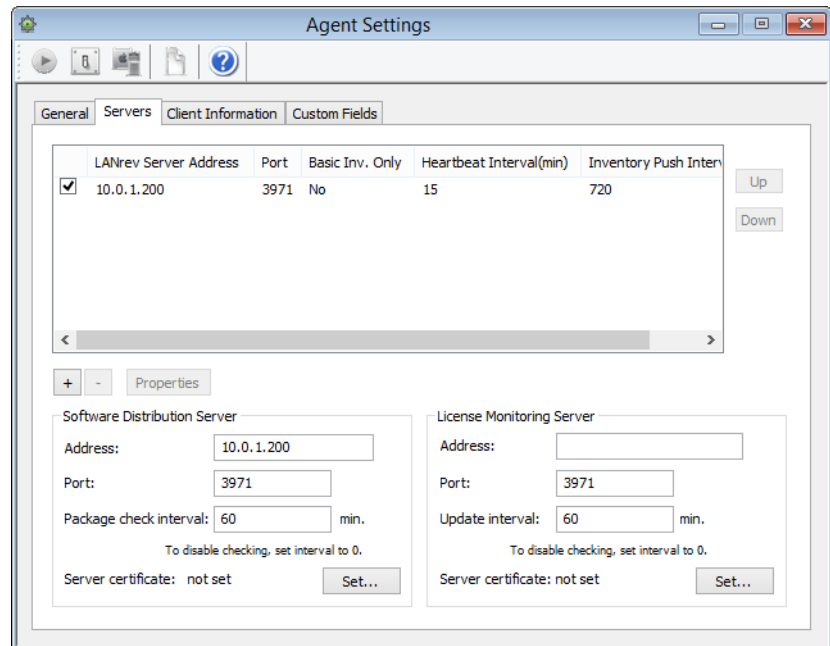 Agent Settings
General Servers Client Information Custom Fields
LANrev Server Address Port Basic Inv. Only Heartbeat Interval(min) Inventory Push Interv
10.0.1.200 3971 No 15 720
Up
Down
+ - Properties
Software Distribution Server
Address: 10.0.1.200
Port: 3971
Package check interval: 60 min.
To disable checking, set interval to 0.
Server certificate: not set Set...
License Monitoring Server
Address:
Port: 3971
Update interval: 60 min.
To disable checking, set interval to 0.
Server certificate: not set Set...